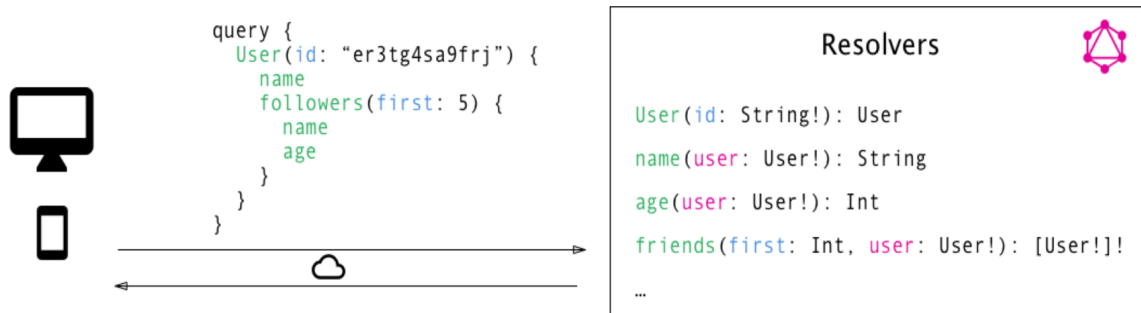 query {
User(id: “er3tg4sa9frj”) {
name
followers(first: 5) {
name
age
}
}
}
Resolvers
User(id: String!): User
name(user: User!): String
age(user: User!): Int
friends(first: Int, user: User!): [User!]!
…